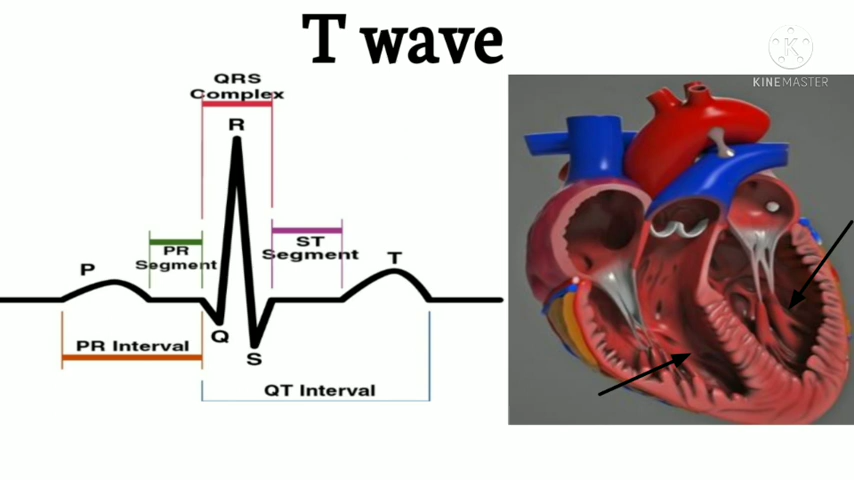 T wave
K
KINEMASTER
QRS
Complex
R
PR
Segment
ST
Segment
P
T
Q
S
PR Interval
QT Interval